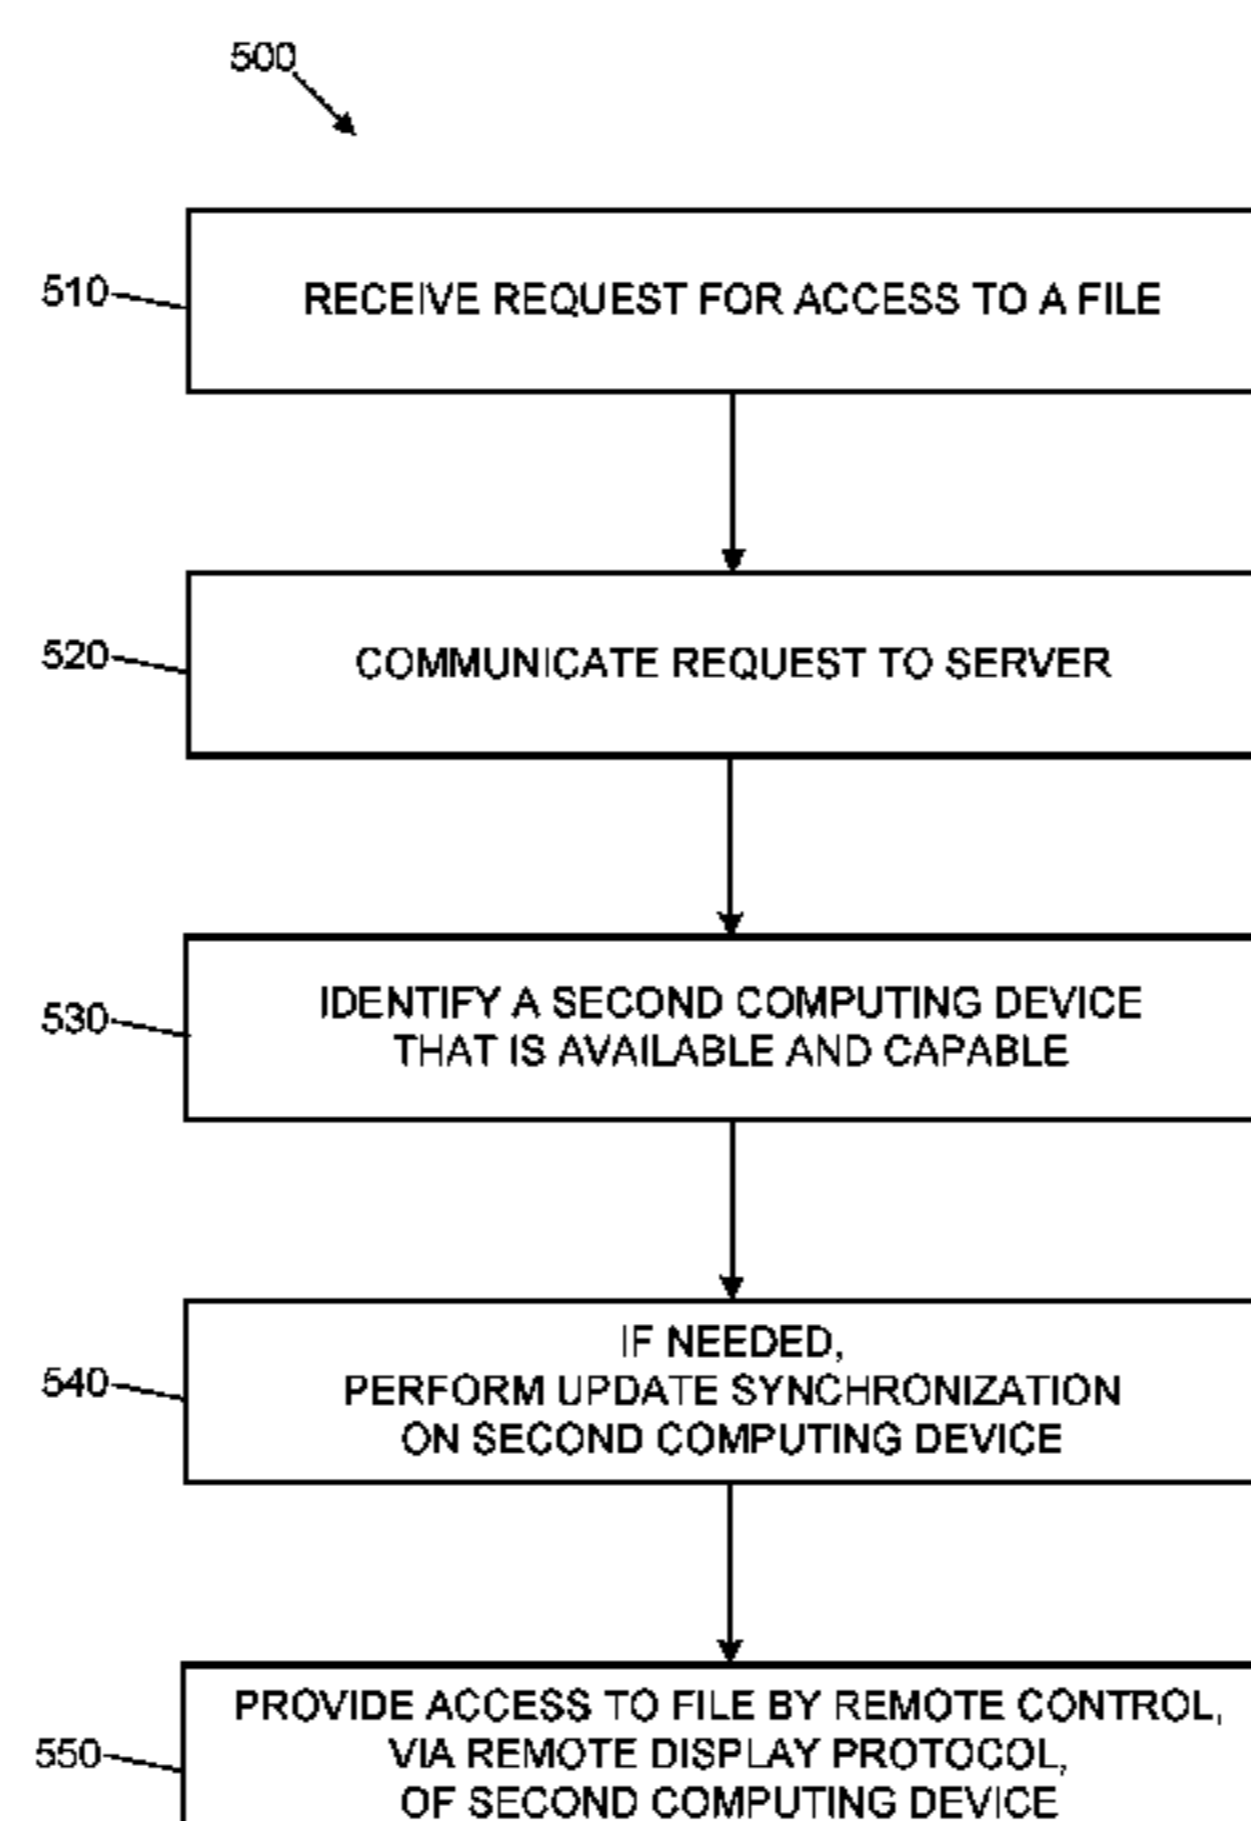 500
510
RECEIVE REQUEST FOR ACCESS TO A FILE
520
COMMUNICATE REQUEST TO SERVER
530
IDENTIFY A SECOND COMPUTING DEVICE
THAT IS AVAILABLE AND CAPABLE
540
IF NEEDED,
PERFORM UPDATE SYNCHRONIZATION
ON SECOND COMPUTING DEVICE
550
PROVIDE ACCESS TO FILE BY REMOTE CONTROL,
VIA REMOTE DISPLAY PROTOCOL,
OF SECOND COMPUTING DEVICE